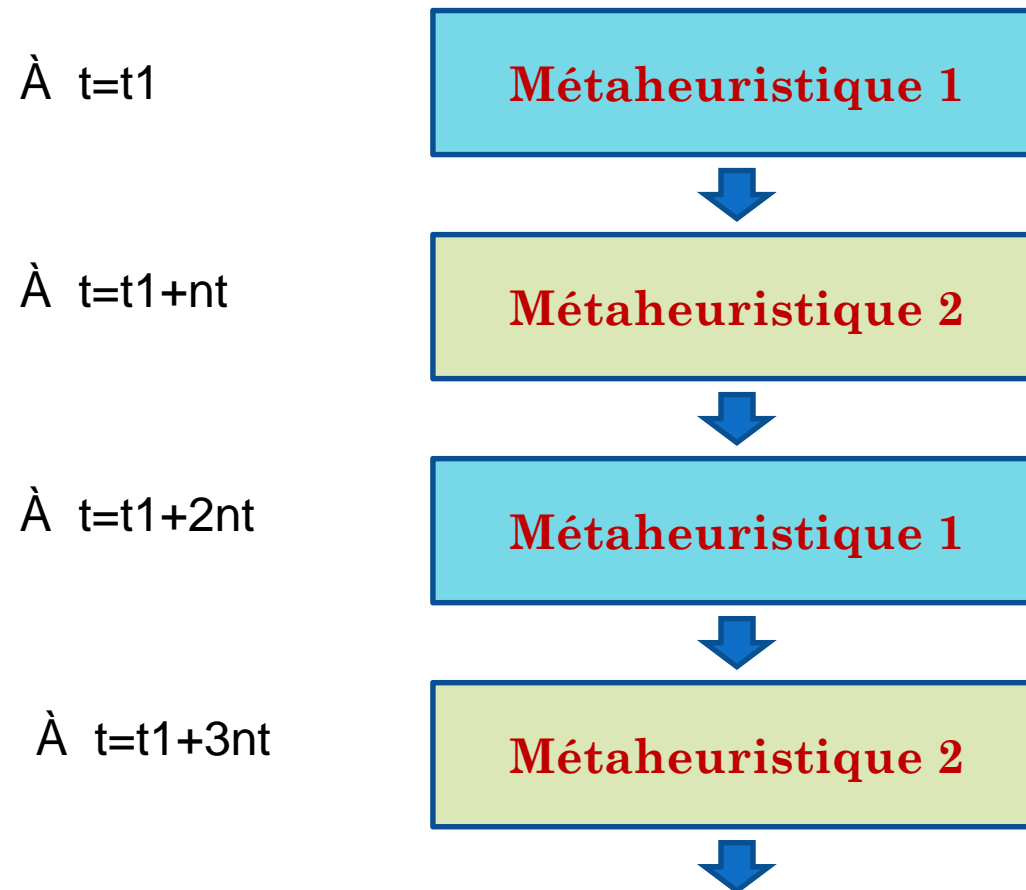 À t=t1
Métaheuristique 1
À t=t1+nt
Métaheuristique 2
À t=t1+2nt
Métaheuristique 1
À t=t1+3nt
Métaheuristique 2